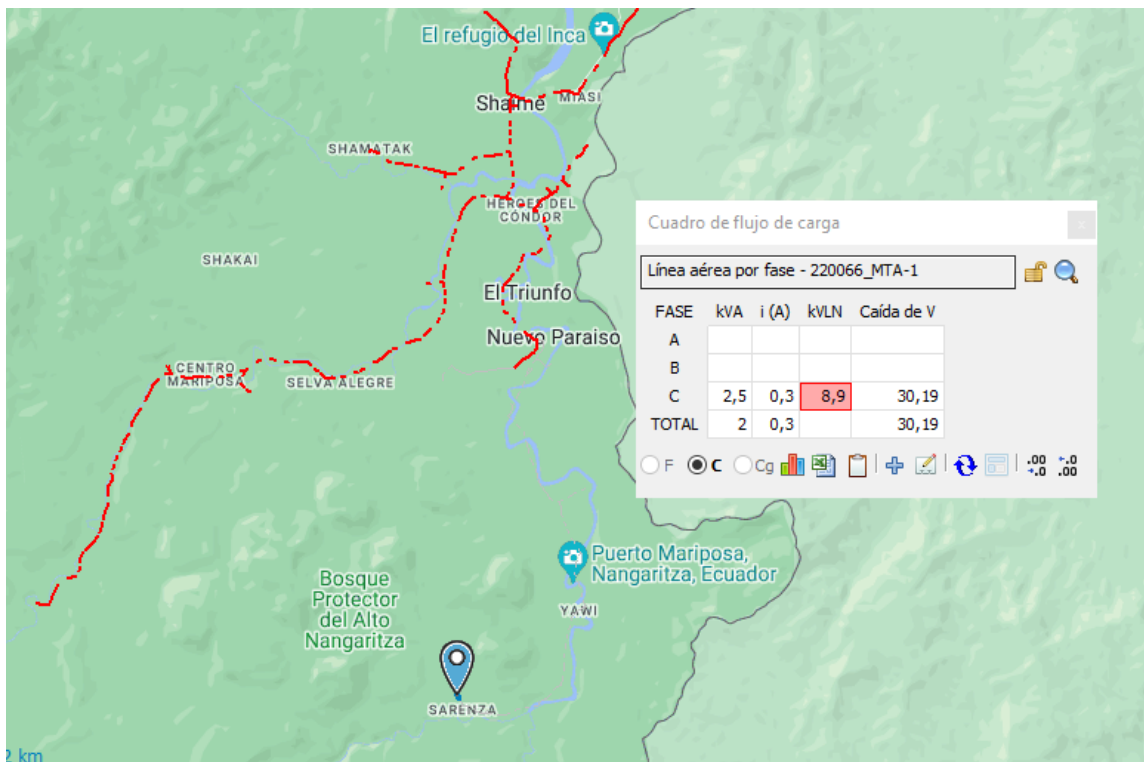 El refugio del Inca
Shaime
MIASI
SHAMATAK
HÉROES DEL
CÓNDOR
SHAKAI
El Triunfo
Nuevo Paraiso
CENTRO
MARIPOSA
SELVA ALEGRE
Cuadro de flujo de carga
x
Línea aérea por fase - 220066_MTA-1
FASE kVA i (A) kVLN Caída de V
A
B
C 2,5 0,3 8,9 30,19
TOTAL 2 0,3 30,19
F C Cg .00 .0 .0 .00
Puerto Mariposa,
Nangaritza, Ecuador
YAWI
Bosque
Protector
del Alto
Nangaritza
SARENZA
2 km